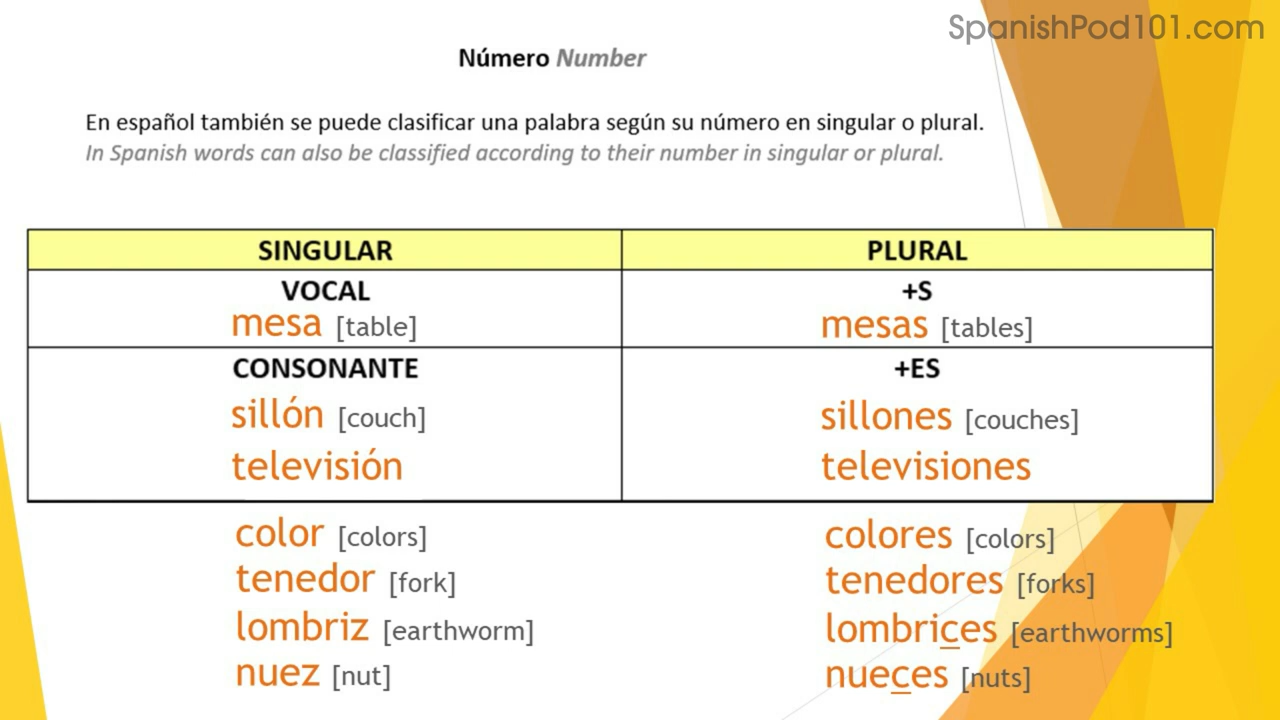 SpanishPod101.com
Número Number
En español también se puede clasificar una palabra según su número en singular o plural.
In Spanish words can also be classified according to their number in singular or plural.
SINGULAR PLURAL
VOCAL +S
mesa [table] mesas [tables]
CONSONANTE +ES
sillón [couch] sillones [couches]
televisión televisiones
color [colors] colores [colors]
tenedor [fork] tenedores [forks]
lombriz [earthworm] lombrices [earthworms]
nuez [nut] nueces [nuts]